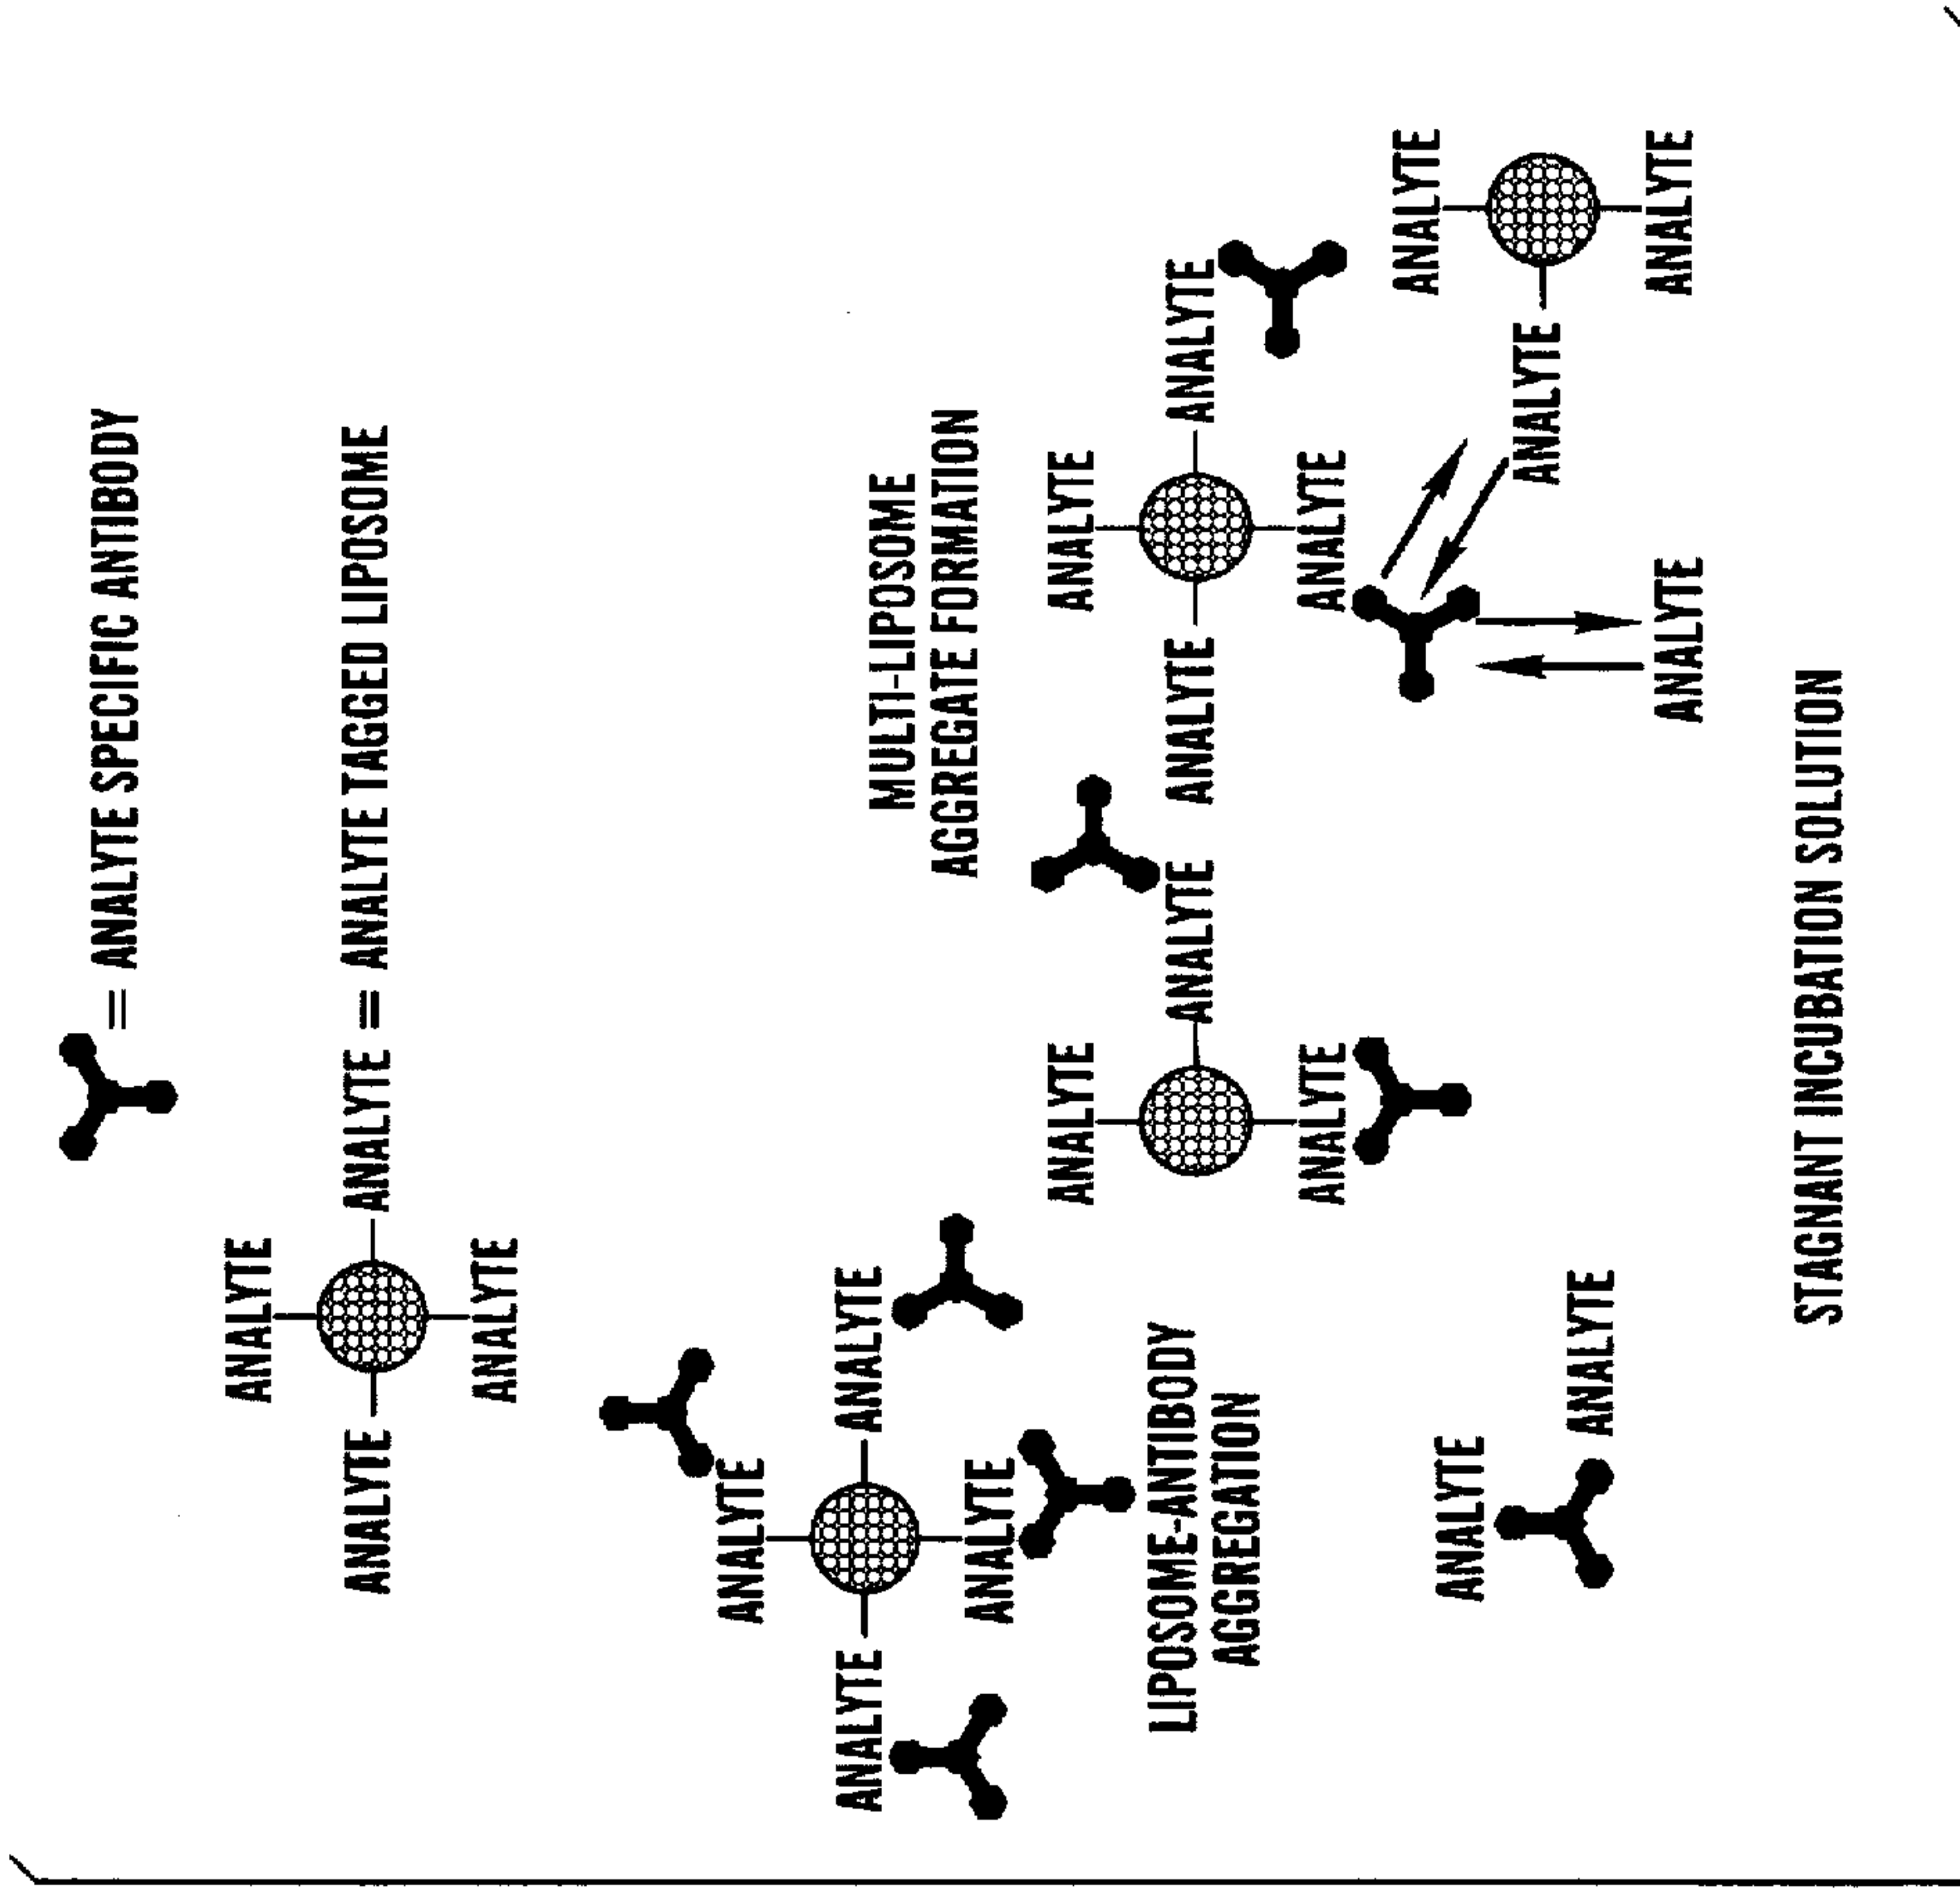 = ANALYTE SPECIFIC ANTIBODY
ANALYTE
ANALYTE ANALYTE = ANALYTE TAGGED LIPOSOME
ANALYTE
ANALYTE
ANALYTE ANALYTE
ANALYTE
LIPOSOME-ANTIBODY
AGGREGATION
MULTI-LIPOSOME
AGGREGATE FORMATION
ANALYTE ANALYTE
ANALYTE ANALYTE ANALYTE
ANALYTE ANALYTE
ANALYTE
ANALYTE
ANALYTE
ANALYTE
ANALYTE
ANALYTE
STAGNANT INCUBATION SOLUTION